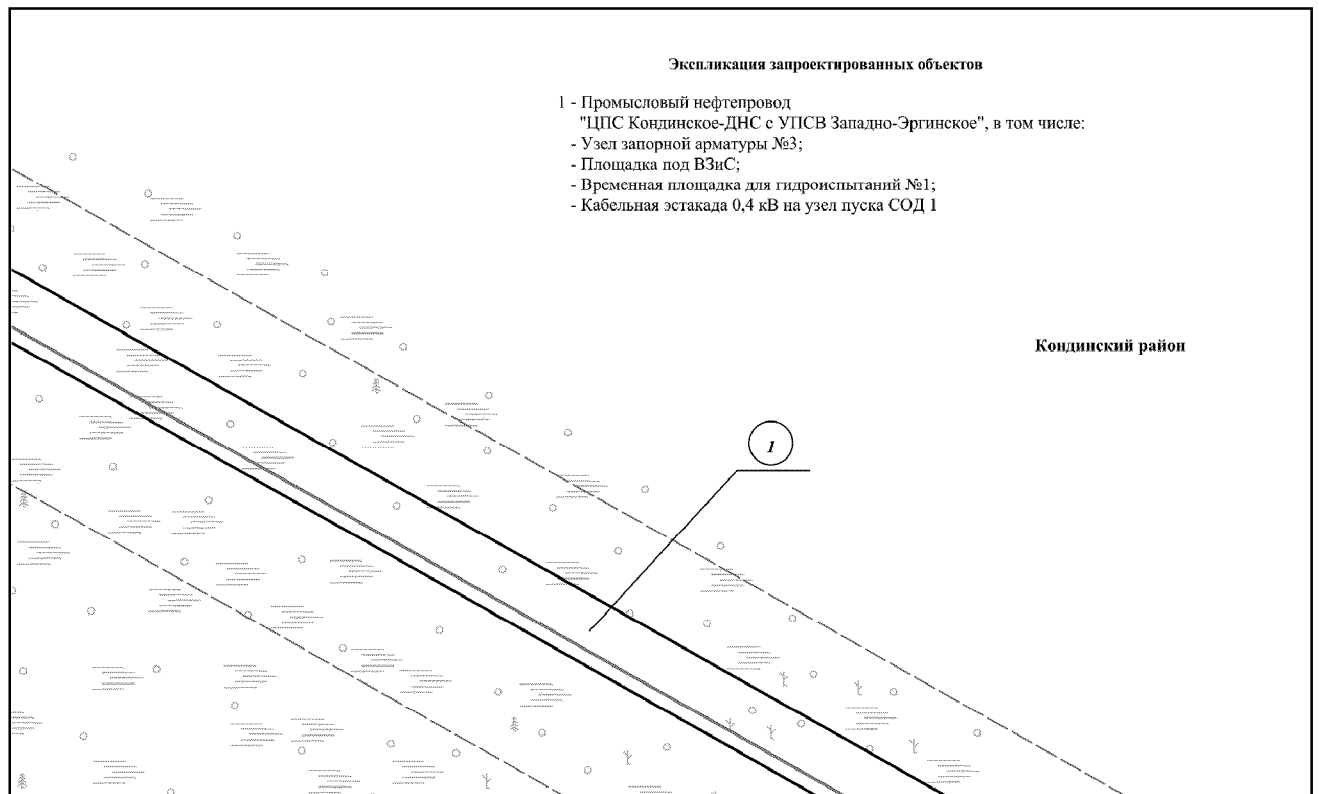 Экспликация запроектированных объектов
1 - Промысловый нефтепровод
"ЦПС Кондинское-ДНС с УПСВ Западно-Эргинское", в том числе:
- Узел запорной арматуры №3;
- Площадка под ВЗиС;
- Временная площадка для гидроиспытаний №1;
- Кабельная эстакада 0,4 кВ на узел пуска СОД 1
Кондинский район
1